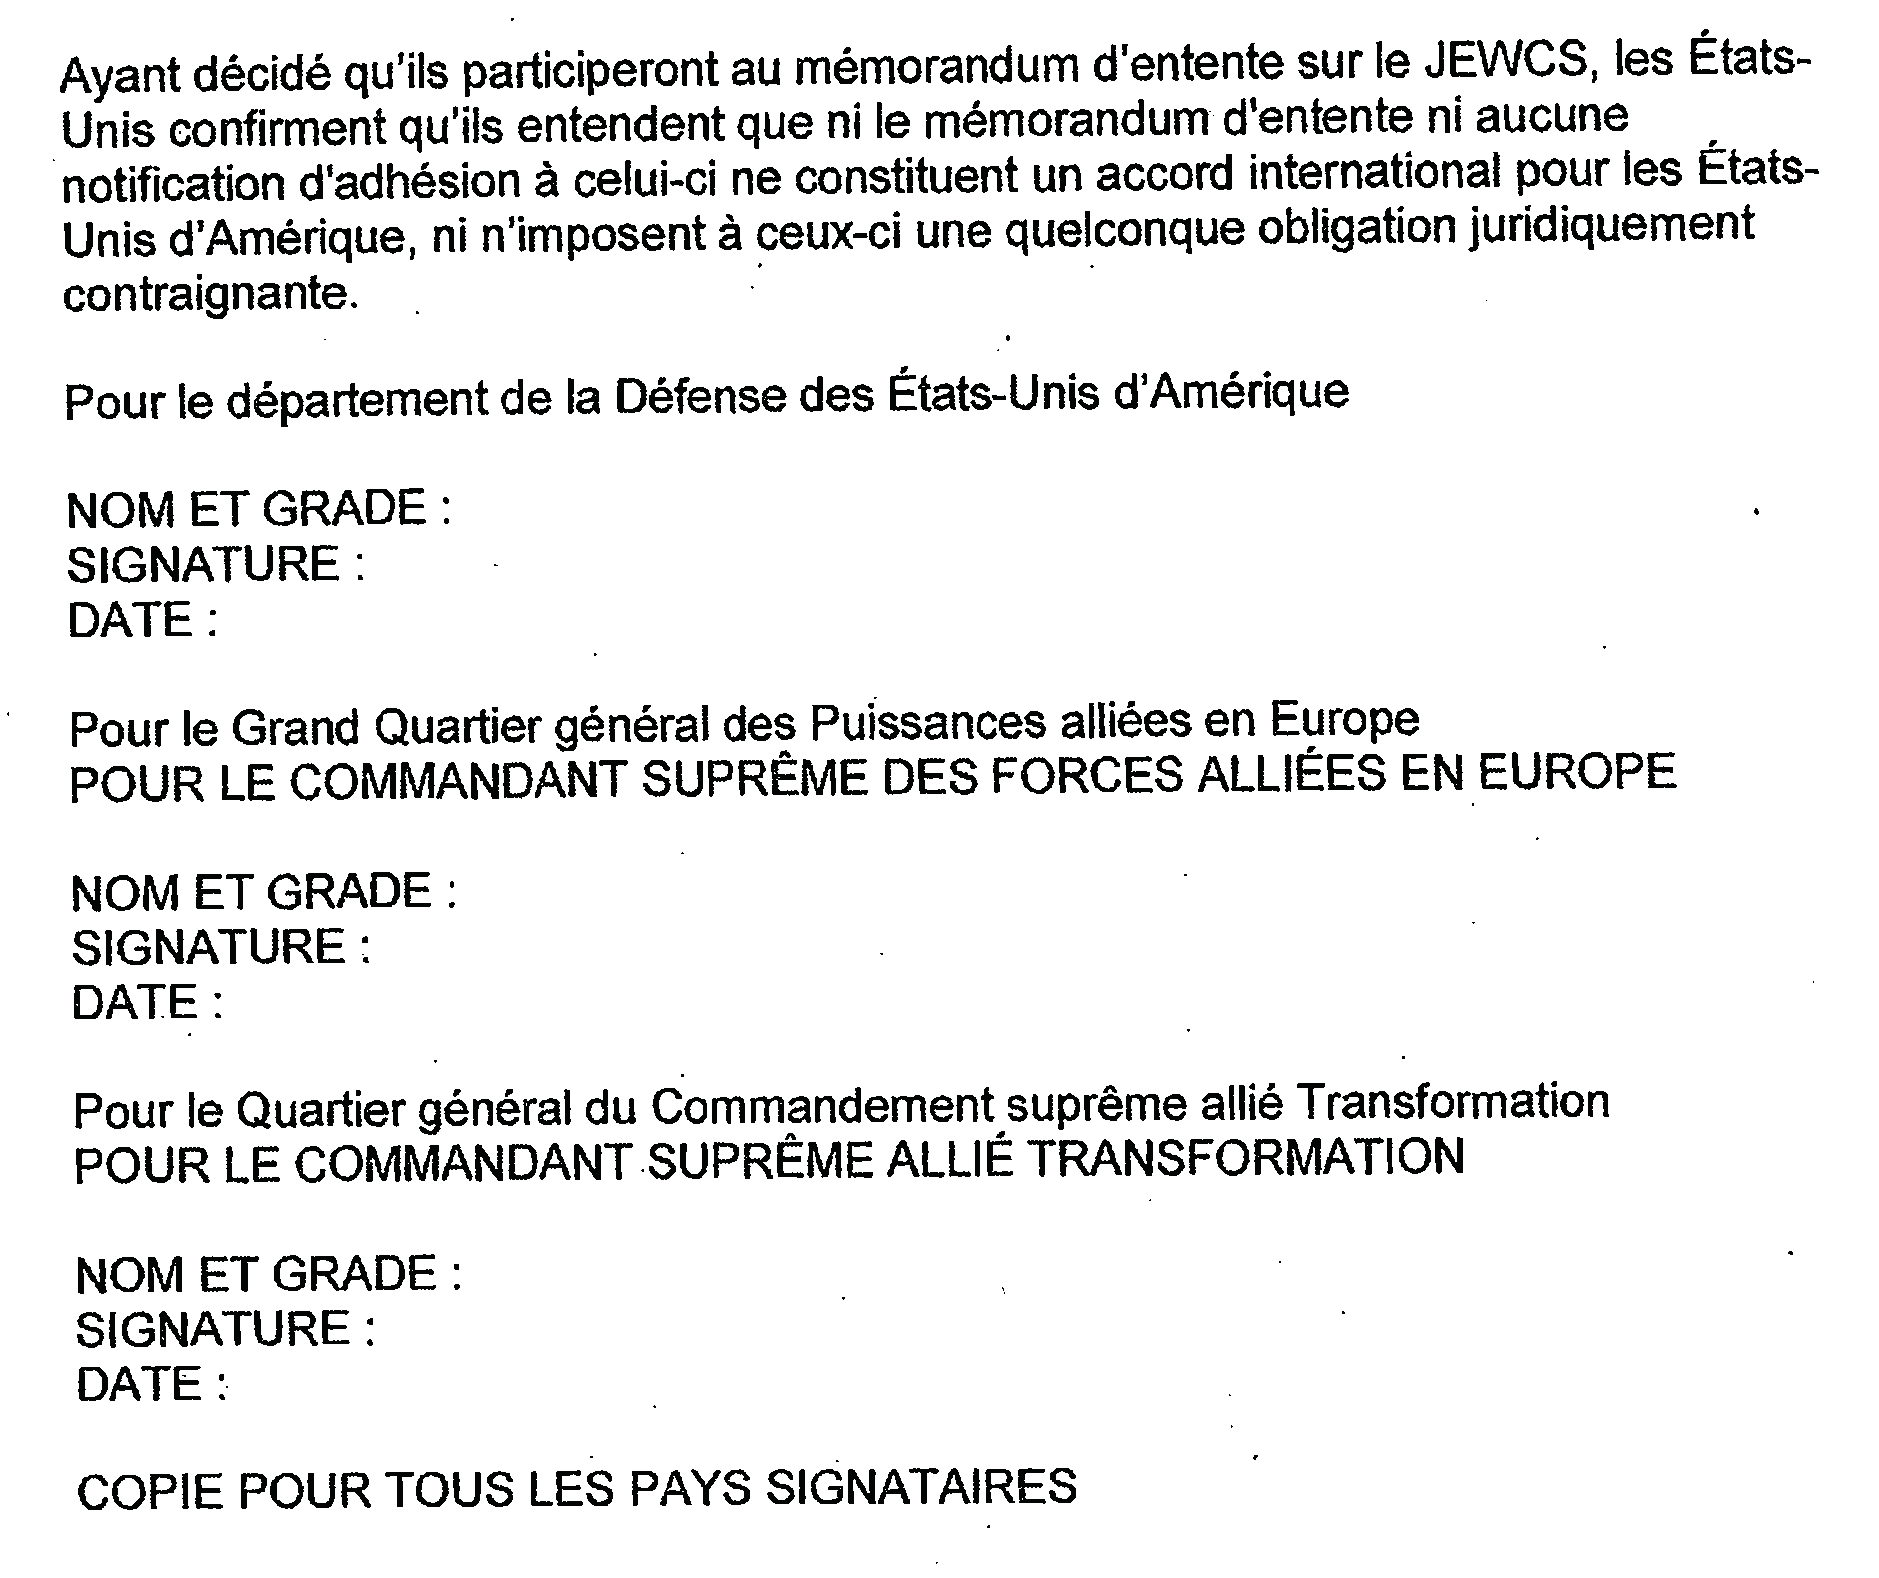 Ayant décidé qu'ils participeront au mémorandum d'entente sur le JEWCS, les États-
Unis confirment qu'ils entendent que ni le mémorandum d'entente ni aucune
notification d'adhésion à celui-ci ne constituent un accord international pour les États-
Unis d'Amérique, ni n'imposent à ceux-ci une quelconque obligation juridiquement
contraignante.
Pour le département de la Défense des États-Unis d'Amérique
NOM ET GRADE :
SIGNATURE :
DATE :
Pour le Grand Quartier général des Puissances alliées en Europe
POUR LE COMMANDANT SUPRÊME DES FORCES ALLIÉES EN EUROPE
NOM ET GRADE :
SIGNATURE :
DATE :
Pour le Quartier général du Commandement suprême allié Transformation
POUR LE COMMANDANT SUPRÊME ALLIÉ TRANSFORMATION
NOM ET GRADE :
SIGNATURE :
DATE :
COPIE POUR TOUS LES PAYS SIGNATAIRES